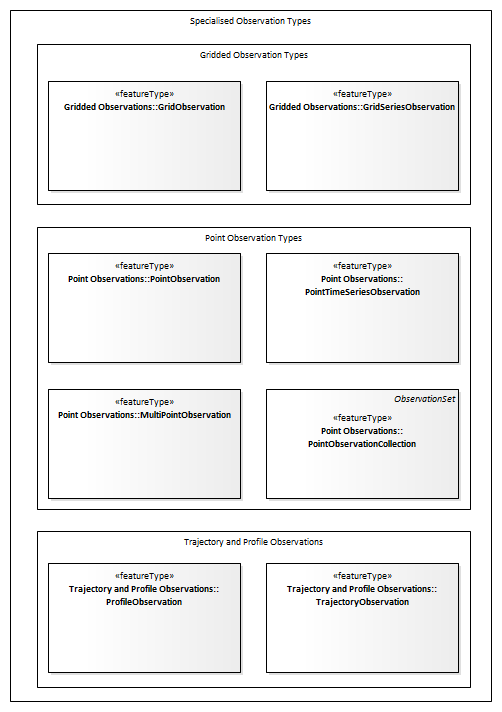 Specialised Observation Types
Gridded Observation Types
«featureType»
Gridded Observations::GridObservation
«featureType»
Gridded Observations::GridSeriesObservation
Point Observation Types
«featureType»
Point Observations::PointObservation
«featureType»
Point Observations::
PointTimeSeriesObservation
«featureType»
Point Observations::MultiPointObservation
ObservationSet
«featureType»
Point Observations::
PointObservationCollection
Trajectory and Profile Observations
«featureType»
Trajectory and Profile Observations::
ProfileObservation
«featureType»
Trajectory and Profile Observations::
TrajectoryObservation